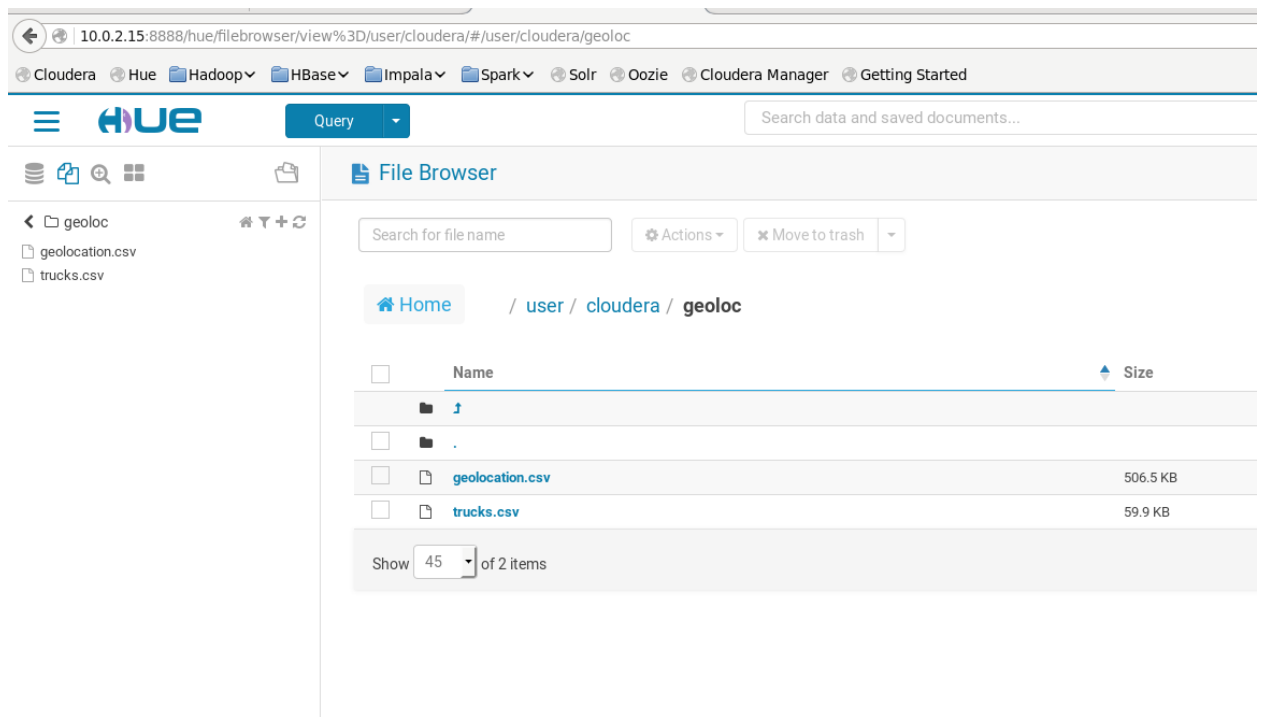 10.0.2.15:8888/hue/filebrowser/view%3D/user/cloudera/#/user/cloudera/geoloc
Cloudera Hue Hadoop HBase Impala Spark Solr Oozie Cloudera Manager Getting Started
HUE Query Search data and saved documents...
File Browser
geoloc
geolocation.csv
trucks.csv
Search for file name Actions Move to trash
Home / user / cloudera / geoloc
Name Size
.
geolocation.csv 506.5 KB
trucks.csv 59.9 KB
Show 45 of 2 items